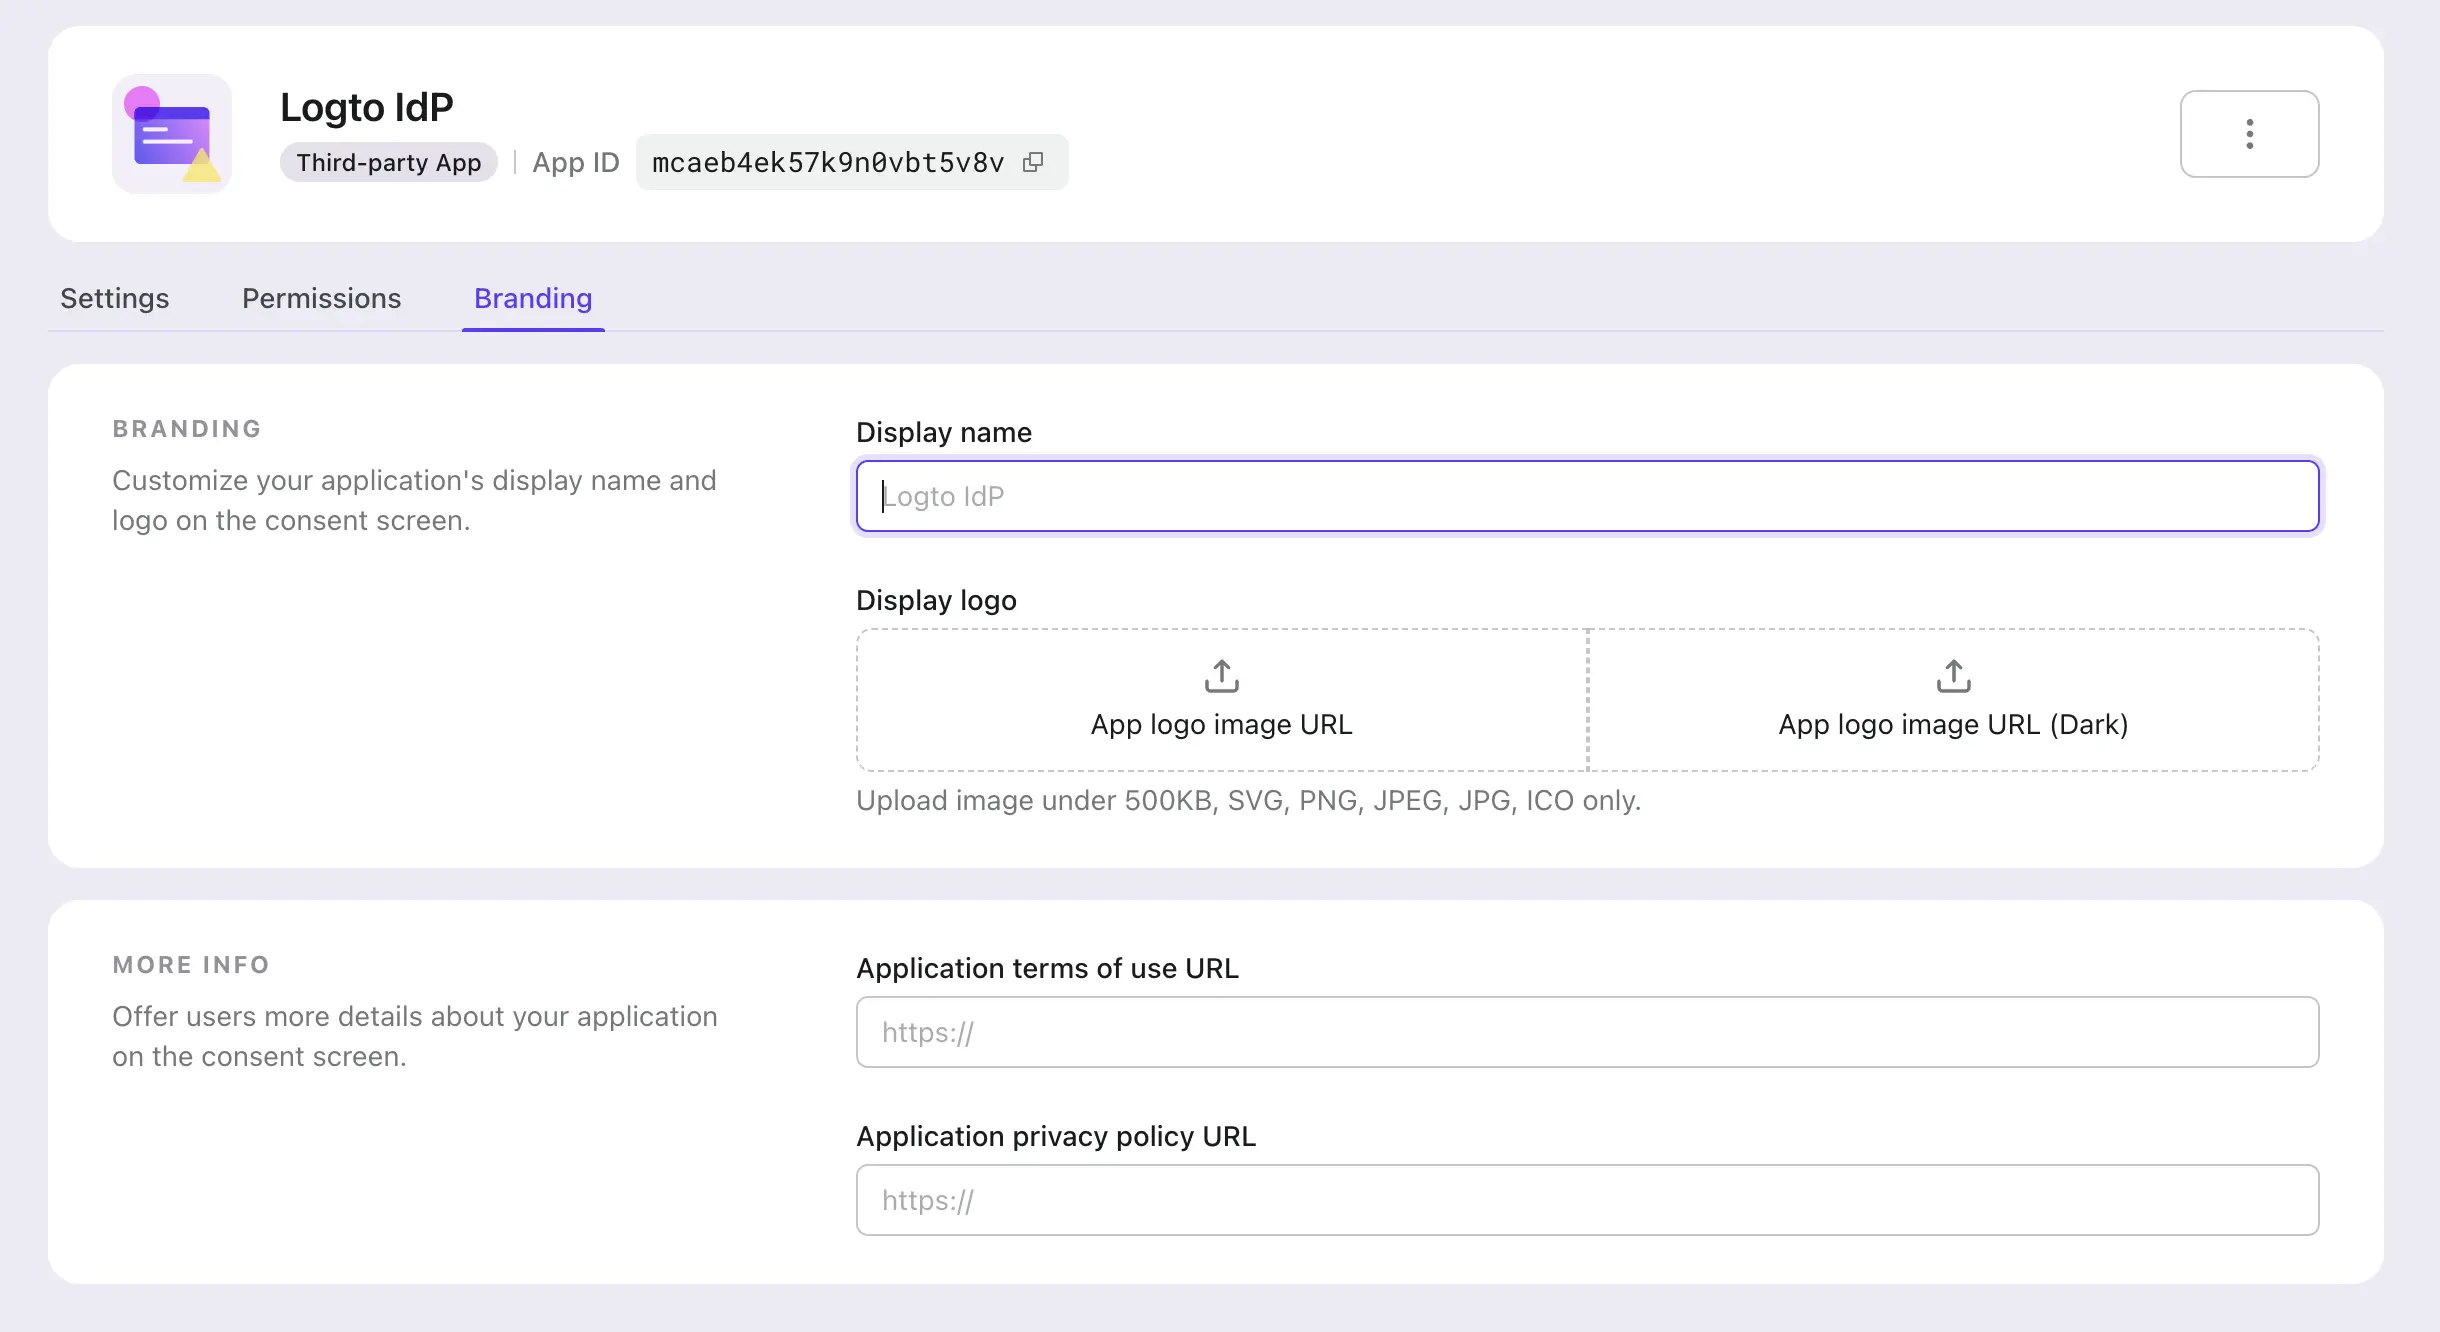 Logto IdP
Third-party App | App ID mcaeb4ek57k9n0vbt5v8v
Settings Permissions Branding
BRANDING
Customize your application's display name and
logo on the consent screen.
Display name
Logto IdP
Display logo
App logo image URL
App logo image URL (Dark)
Upload image under 500KB, SVG, PNG, JPEG, JPG, ICO only.
MORE INFO
Offer users more details about your application
on the consent screen.
Application terms of use URL
https://
Application privacy policy URL
https://